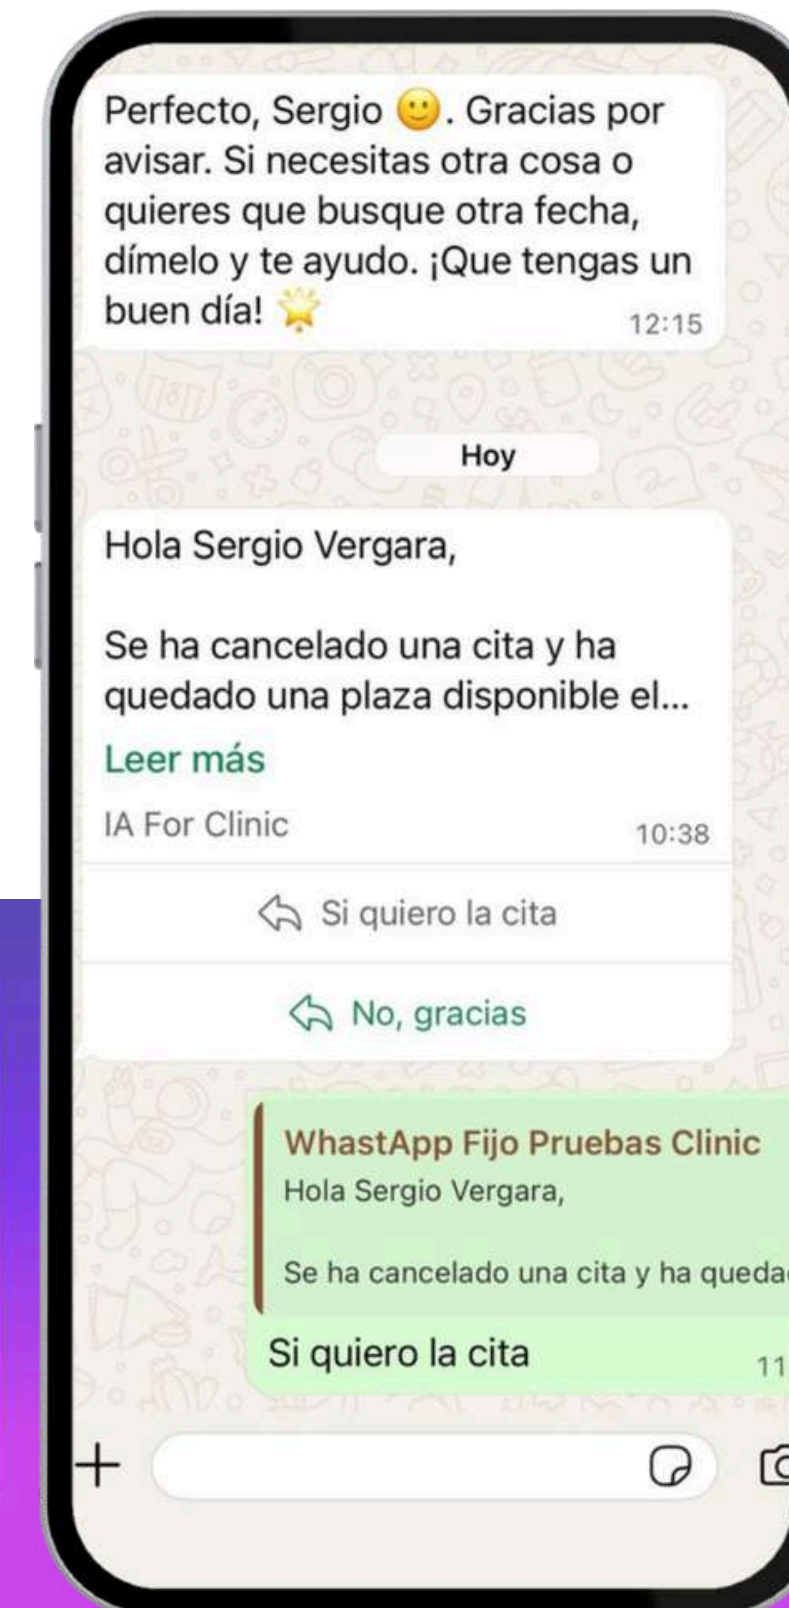 Perfecto, Sergio 🙂. Gracias por
avisar. Si necesitas otra cosa o
quieres que busque otra fecha,
dímelo y te ayudo. ¡Que tengas un
buen día! 🌟
12:15
Hoy
Hola Sergio Vergara,
Se ha cancelado una cita y ha
quedado una plaza disponible el...
Leer más
IA For Clinic
10:38
Si quiero la cita
No, gracias
WhastApp Fijo Pruebas Clinic
Hola Sergio Vergara,
Se ha cancelado una cita y ha
Si quiero la cita